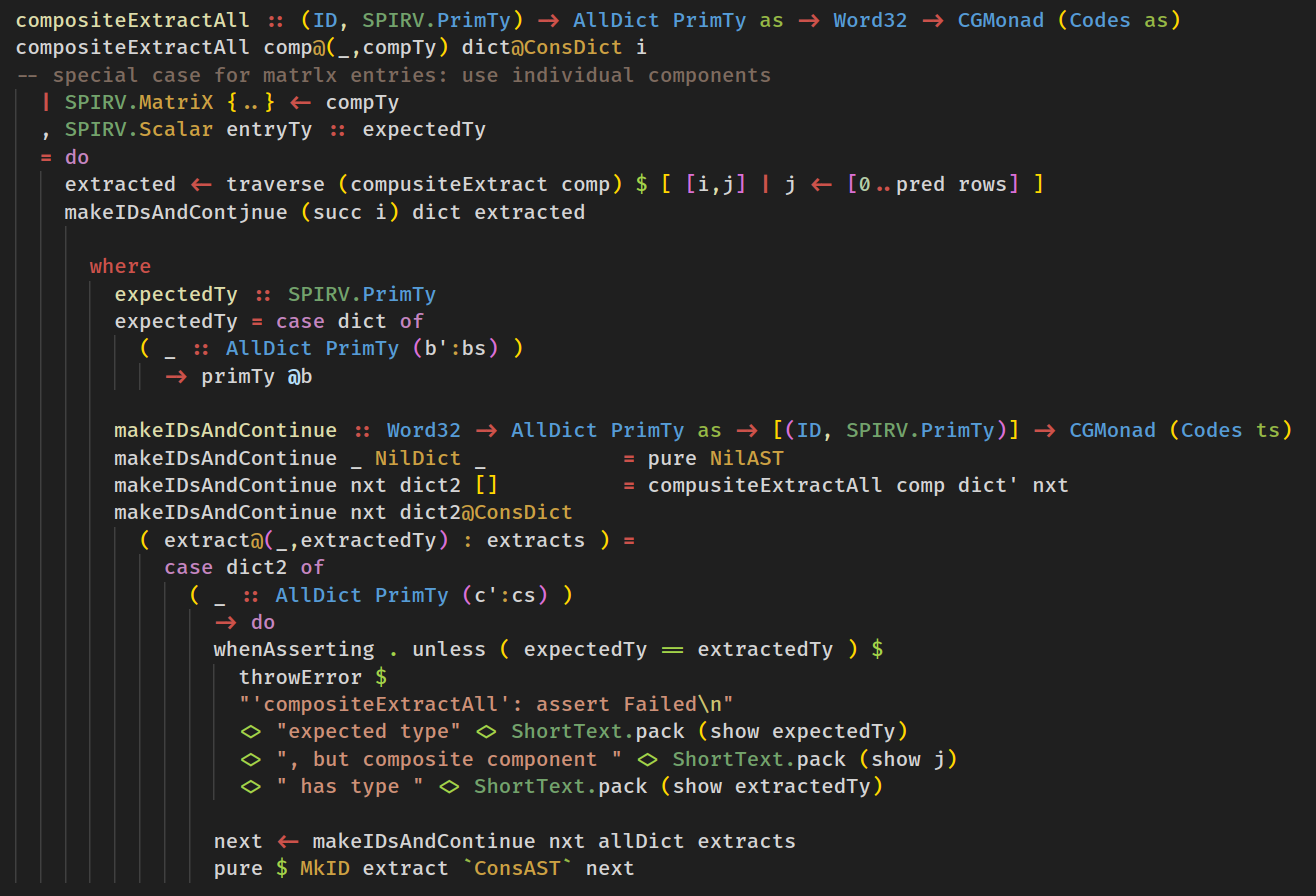 compositeExtractAll :: (ID, SPIRV.PrimTy) → AllDict PrimTy as → Word32 → CGMonad (Codes as)
compositeExtractAll comp@(_,compTy) dict@ConsDict i
-- special case for matrlx entries: use individual components
| SPIRV.MatriX {..} ← compTy
, SPIRV.Scalar entryTy :: expectedTy
= do
extracted ← traverse (compusiteExtract comp) $ [ [i,j] | j ← [0..pred rows] ]
makeIDsAndContjnue (succ i) dict extracted
where
expectedTy :: SPIRV.PrimTy
expectedTy = case dict of
( _ :: AllDict PrimTy (b':bs) )
→ primTy @b
makeIDsAndContinue :: Word32 → AllDict PrimTy as → [(ID, SPIRV.PrimTy)] → CGMonad (Codes ts)
makeIDsAndContinue _ NilDict _ = pure NilAST
makeIDsAndContinue nxt dict2 [] = compusiteExtractAll comp dict' nxt
makeIDsAndContinue nxt dict2@ConsDict
( extract@(_,extractedTy) : extracts ) =
case dict2 of
( _ :: AllDict PrimTy (c':cs) )
→ do
whenAsserting . unless ( expectedTy == extractedTy ) $
throwError $
"'compositeExtractAll': assert Failed\n"
<> "expected type" <> ShortText.pack (show expectedTy)
<> ", but composite component " <> ShortText.pack (show j)
<> " has type " <> ShortText.pack (show extractedTy)
next ← makeIDsAndContinue nxt allDict extracts
pure $ MkID extract `ConsAST` next